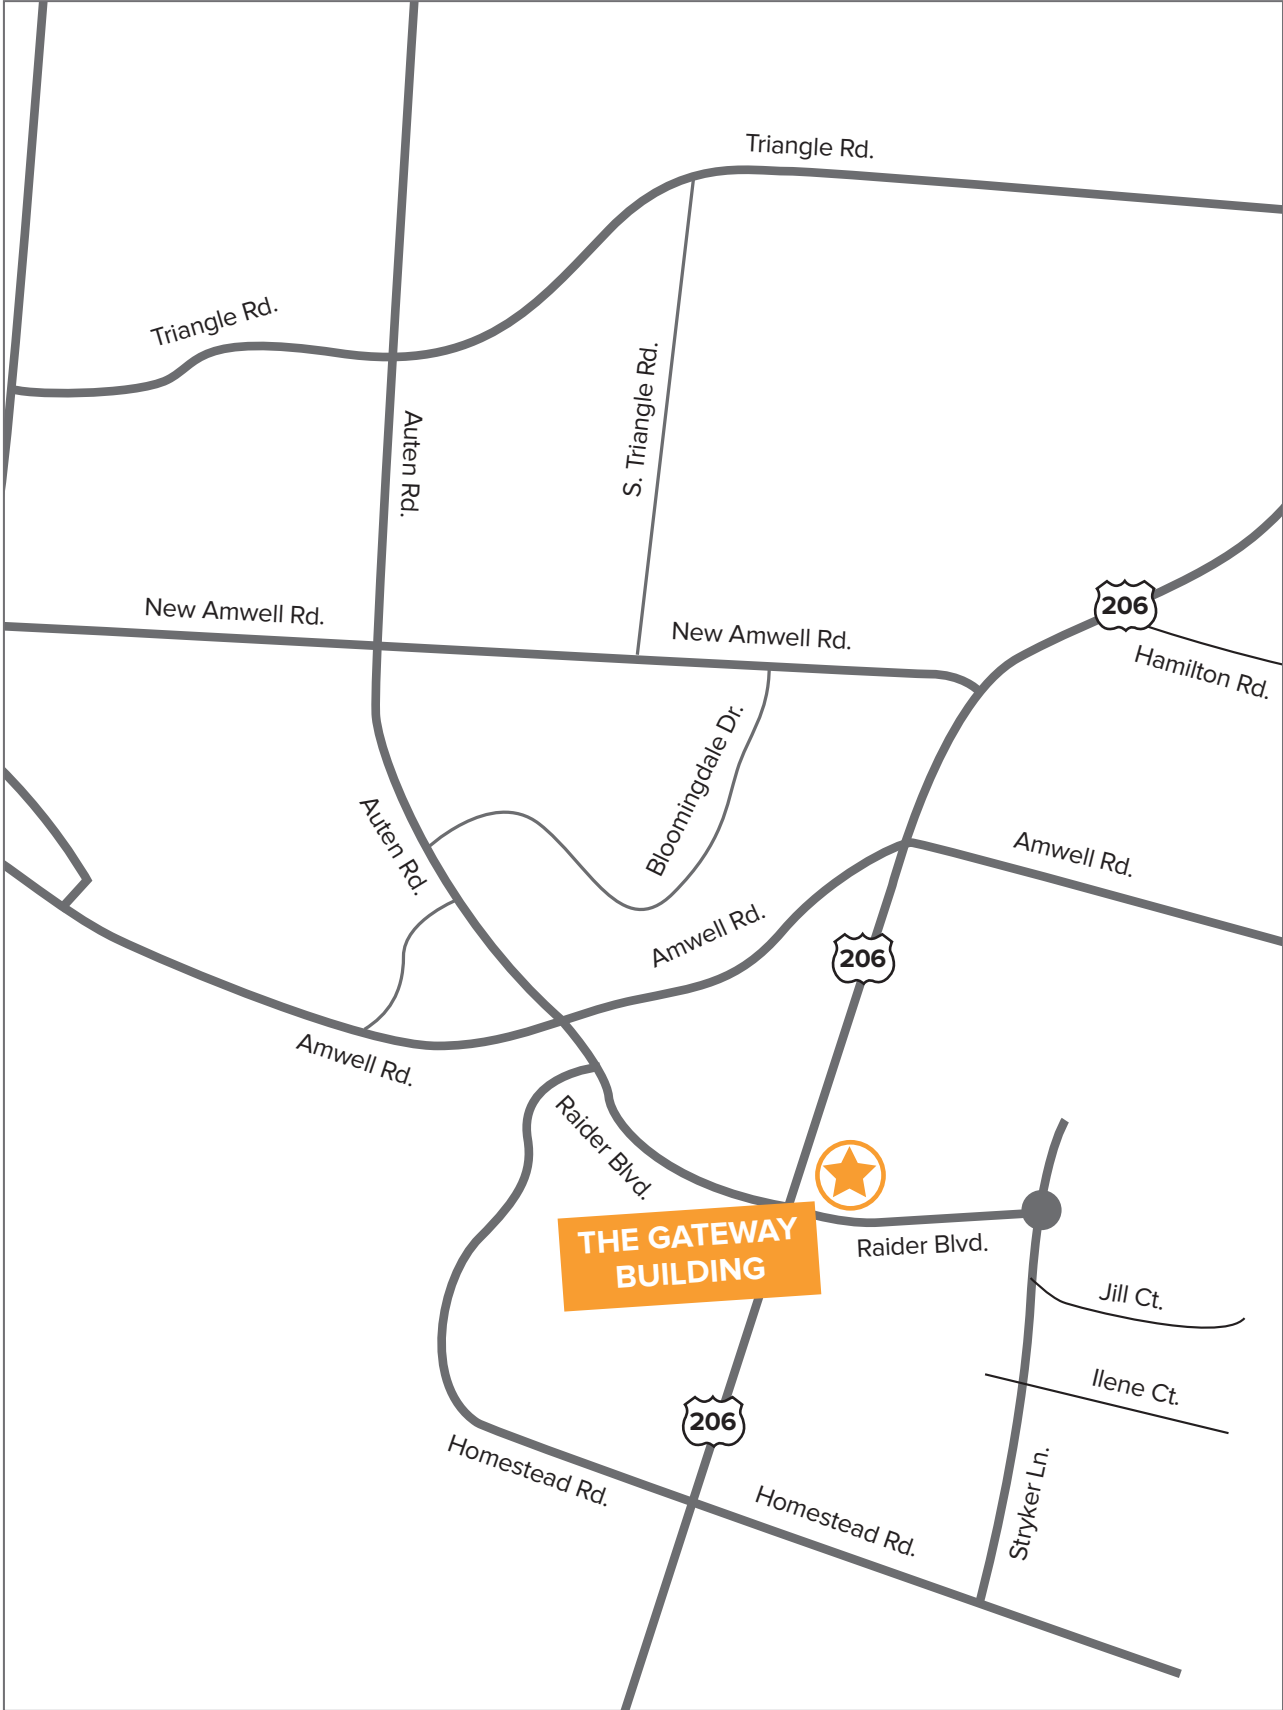 Triangle Rd.
Triangle Rd.
S. Triangle Rd.
Auten Rd.
206
New Amwell Rd.
New Amwell Rd.
Hamilton Rd.
Bloomingdale Dr.
Auten Rd.
Amwell Rd.
Amwell Rd.
206
Amwell Rd.
Raider Blvd.
THE GATEWAY
BUILDING
Raider Blvd.
Jill Ct.
Ilene Ct.
206
Homestead Rd.
Homestead Rd.
Stryker Ln.